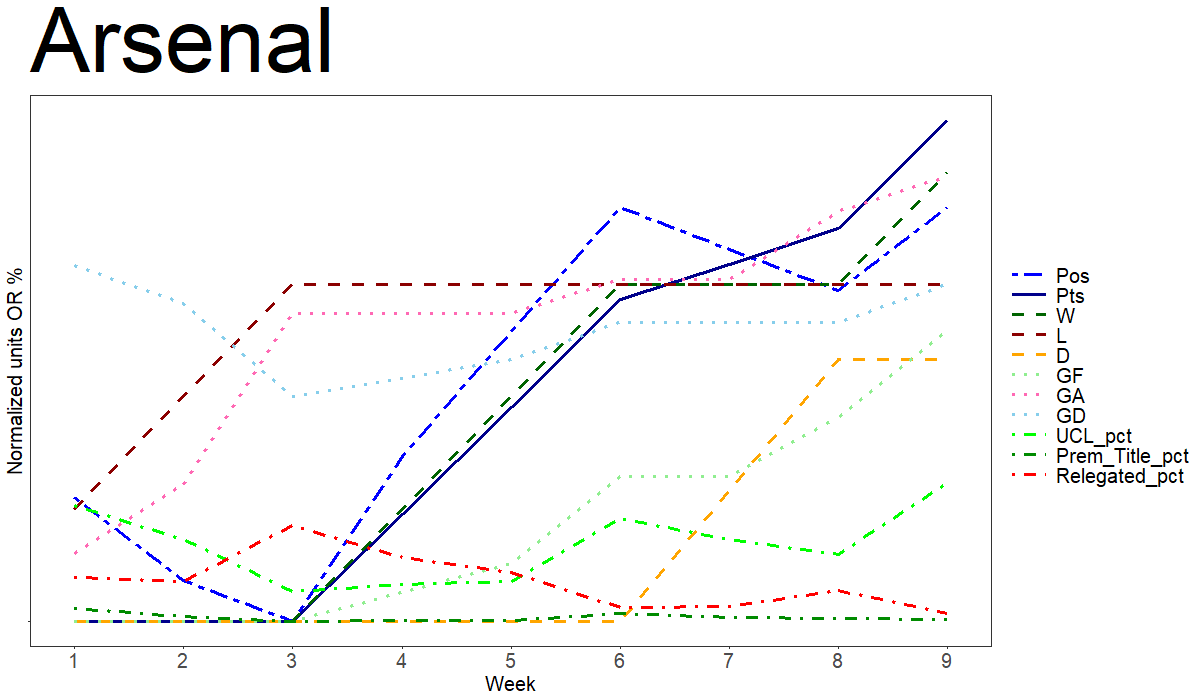 Arsenal
Normalized units OR %
1 2 3 4 5 6 7 8 9
Week
Pos
Pts
W
L
D
GF
GA
GD
UCL_pct
Prem_Title_pct
Relegated_pct